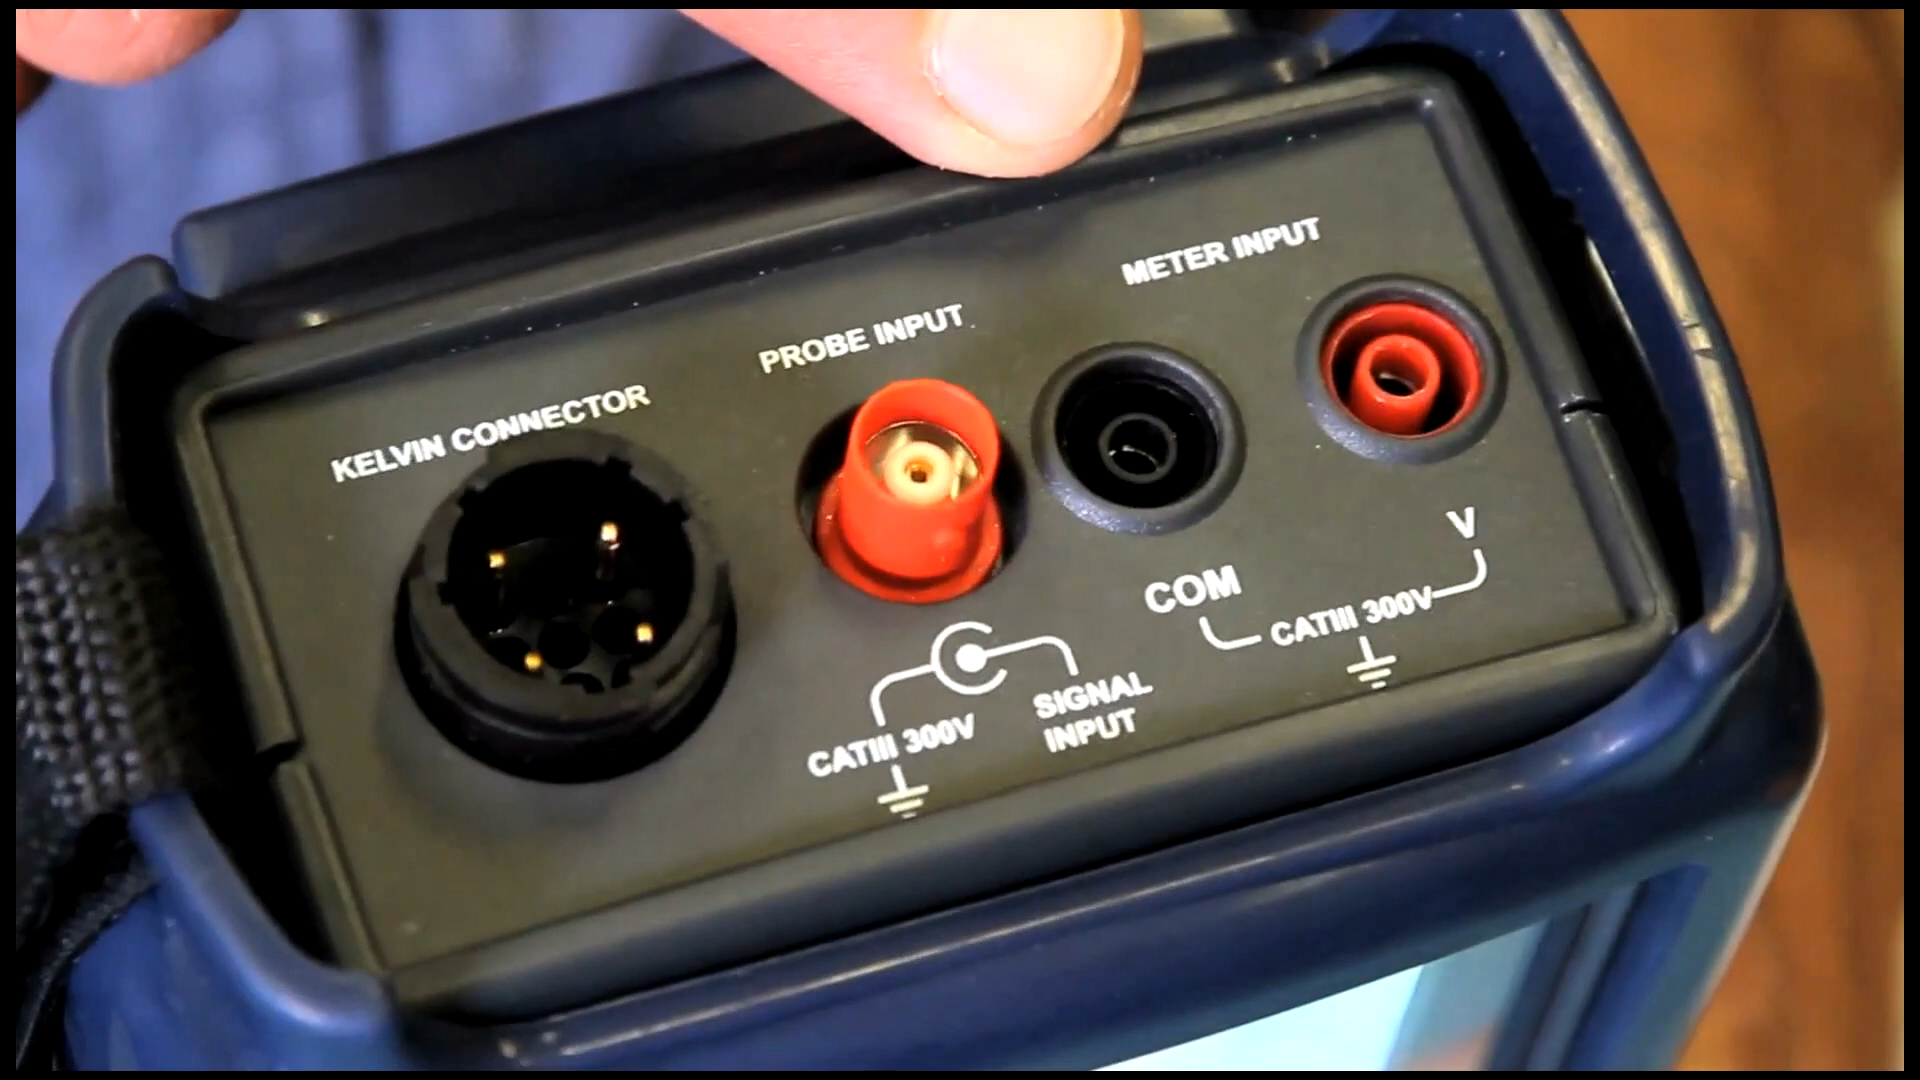 METER INPUT
PROBE INPUT
KELVIN CONNECTOR
V
COM
CATIII 300V
SIGNAL
INPUT
CATIII 300V